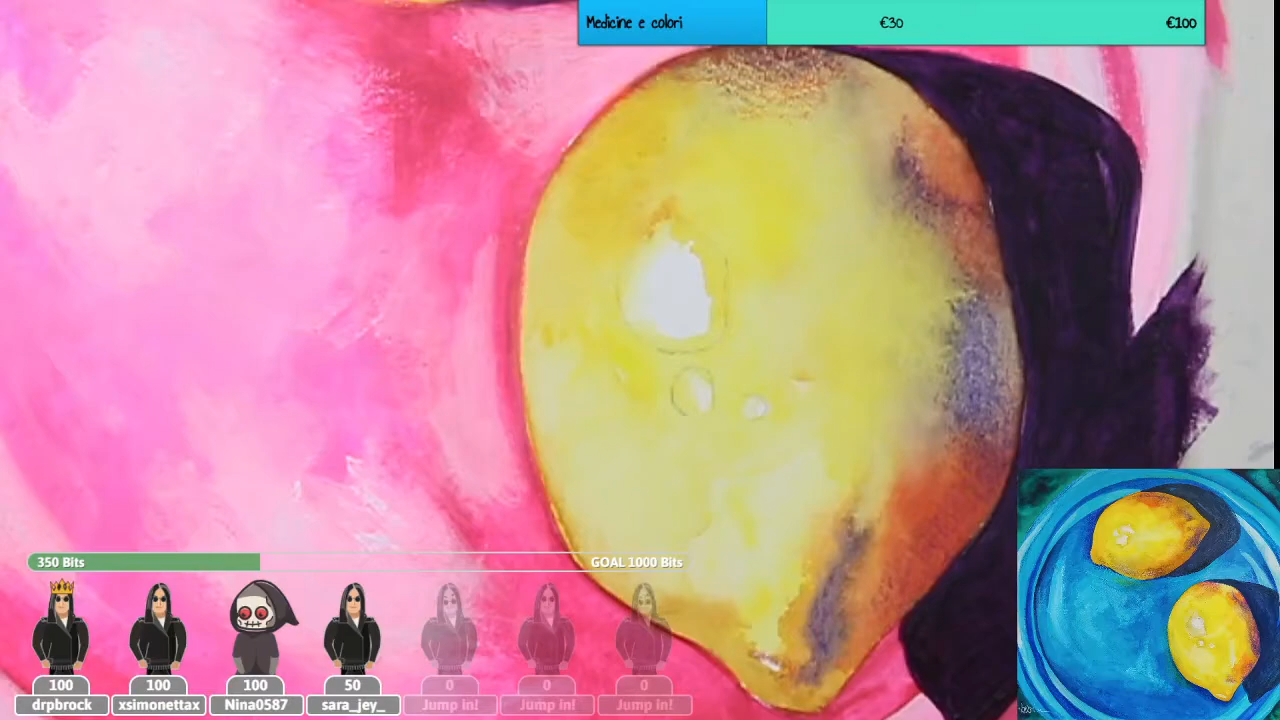 Medicine e colori €30 €100
350 Bits GOAL 1000 Bits
100 100 100 50 0 0 0
drpbrock xsimonettax Nina0587 sara_jey_ Jump in! Jump in! Jump in!